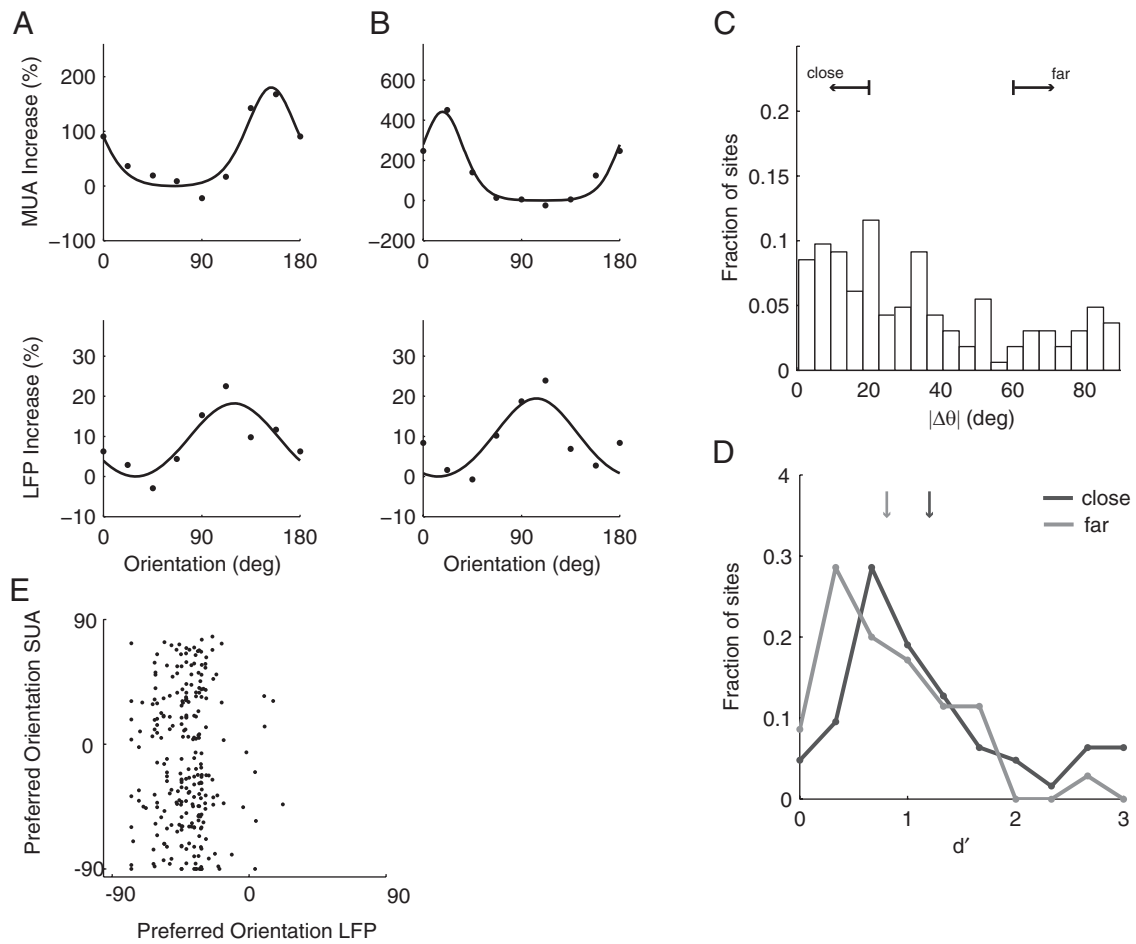 A
MUA Increase (%)
200
100
0
−100
0
90
180
B
600
400
200
0
−200
0
90
180
LFP Increase (%)
30
20
10
0
−10
0
90
180
Orientation (deg)
30
20
10
0
−10
0
90
180
Orientation (deg)
C
close
far
Fraction of sites
0.2
0.15
0.1
0.05
0
0
20
40
60
80
|Δθ| (deg)
D
close
far
Fraction of sites
4
0.3
0.2
0.1
0
0
1
2
3
d′
E
Preferred Orientation SUA
90
0
-90
-90
0
90
Preferred Orientation LFP